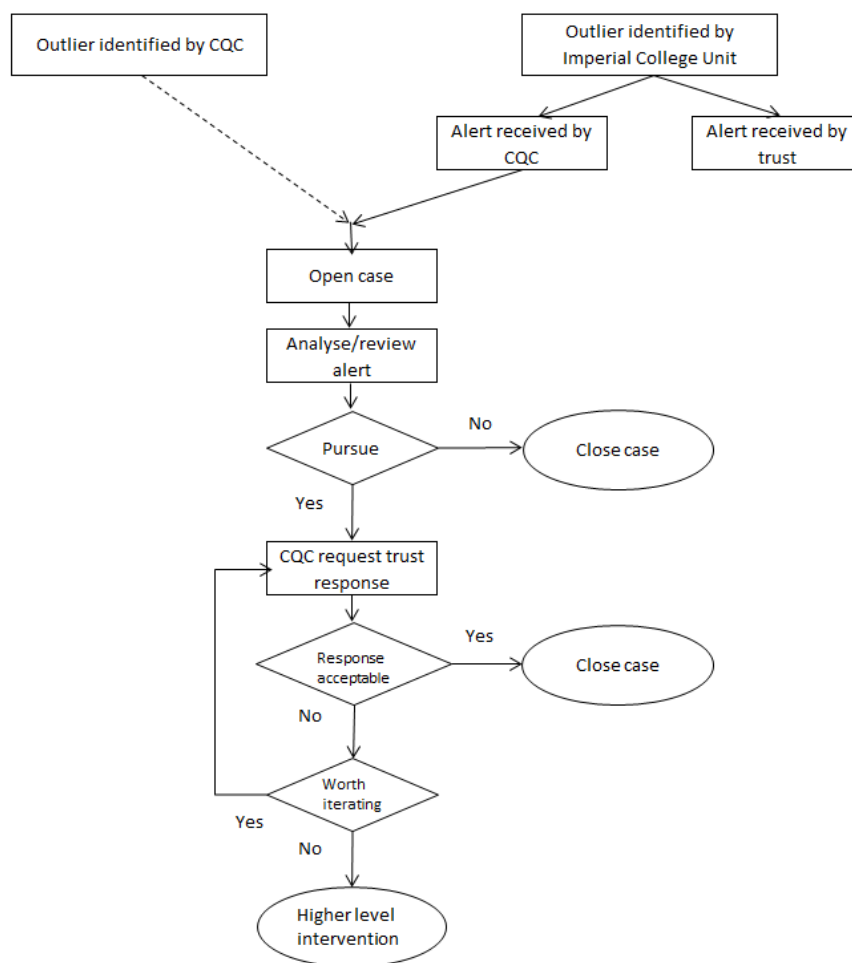 Outlier identified by CQC
Outlier identified by
Imperial College Unit
Alert received by
CQC
Alert received by
trust
Open case
Analyse/review
alert
Pursue
No
Close case
Yes
CQC request trust
response
Response
acceptable
Yes
Close case
No
Worth
iterating
Yes
No
Higher level
intervention